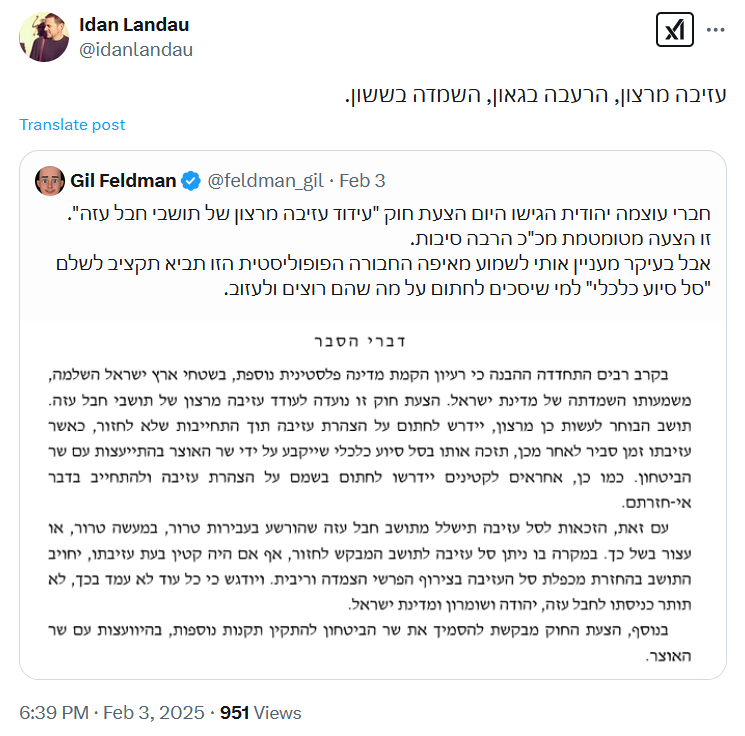 Idan Landau
@idanlandau
עזיבה מרצון, הרעבה בגאון, השמדה בששון.
Translate post
Gil Feldman @feldman_gil · Feb 3
חברי עוצמה יהודית הגישו היום הצעת חוק "עידוד עזיבה מרצון של תושבי חבל עזה".
זו הצעה מטומטמת מכ"כ הרבה סיבות.
אבל בעיקר מעניין אותי לשמוע מאיפה החבורה הפופוליסטית הזו תביא תקציב לשלם
"סל סיוע כלכלי" למי שיסכים לחתום על מה שהם רוצים ולעזוב.
דברי הסבר
בקרב רבים התחדדה ההבנה כי רעיון הקמת מדינה פלסטינית נוספת, בשטחי ארץ ישראל השלמה,
משמעותו השמדתה של מדינת ישראל. הצעת חוק זו נועדה לעודד עזיבה מרצון של תושבי חבל עזה.
תושב הבוחר לעשות כן מרצון, יידרש לחתום על הצהרת עזיבה תוך התחייבות שלא לחזור, כאשר
עזיבתו זמן סביר לאחר מכן, תזכה אותו בסל סיוע כלכלי שייקבע על ידי שר האוצר בהתייעצות עם שר
הביטחון. כמו כן, אחראים לקטינים יידרשו לחתום בשמם על הצהרת עזיבה ולהתחייב בדבר
אי-חזרתם.
עם זאת, הזכאות לסל עזיבה תישלל מתושב חבל עזה שהורשע בעבירות טרור, במעשה טרור, או
עצור בשל כך. במקרה בו ניתן סל עזיבה לתושב המבקש לחזור, אף אם היה קטין בעת עזיבתו, יחויב
התושב בהחזרת מכפלת סל העזיבה בצירוף הפרשי הצמדה וריבית. ויודגש כי כל עוד לא עמד בכך, לא
תותר כניסתו לחבל עזה, יהודה ושומרון ומדינת ישראל.
בנוסף, הצעת החוק מבקשת להסמיך את שר הביטחון להתקין תקנות נוספות, בהיוועצות עם שר
האוצר.
6:39 PM · Feb 3, 2025 · 951 Views